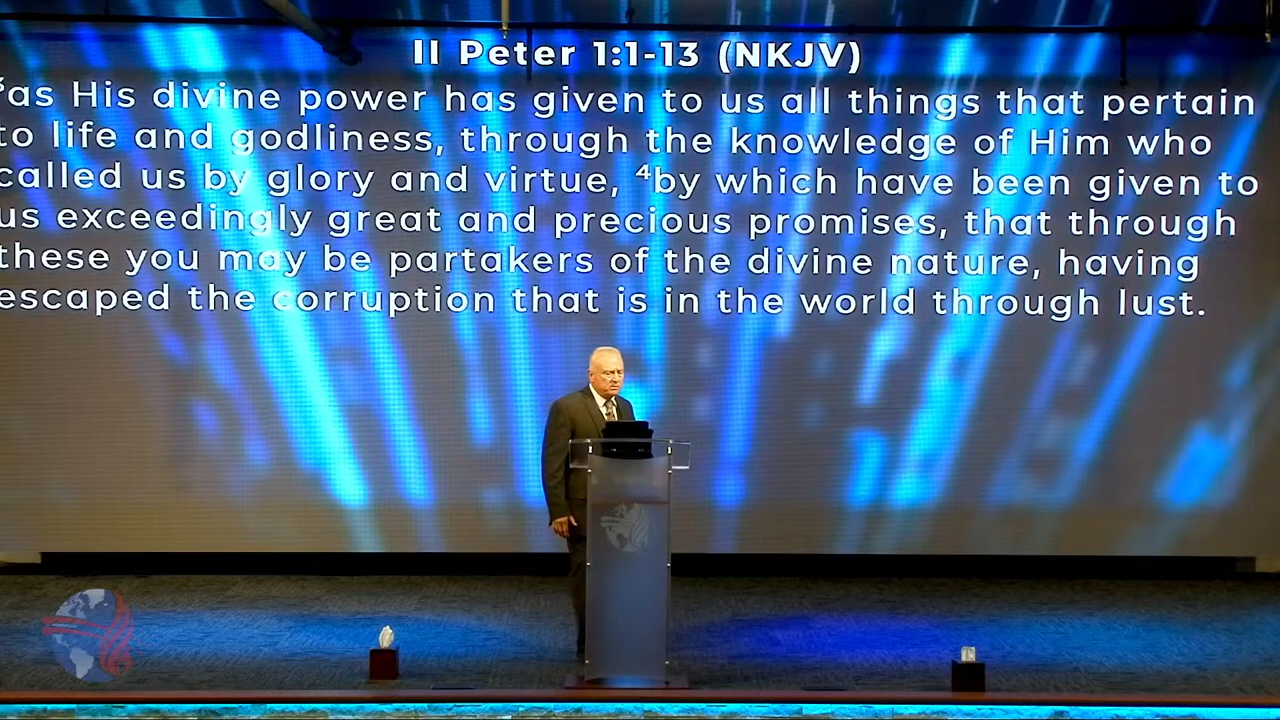 II Peter 1:1-13 (NKJV)
³as His divine power has given to us all things that pertain
to life and godliness, through the knowledge of Him who
called us by glory and virtue, ⁴by which have been given to
us exceedingly great and precious promises, that through
these you may be partakers of the divine nature, having
escaped the corruption that is in the world through lust.